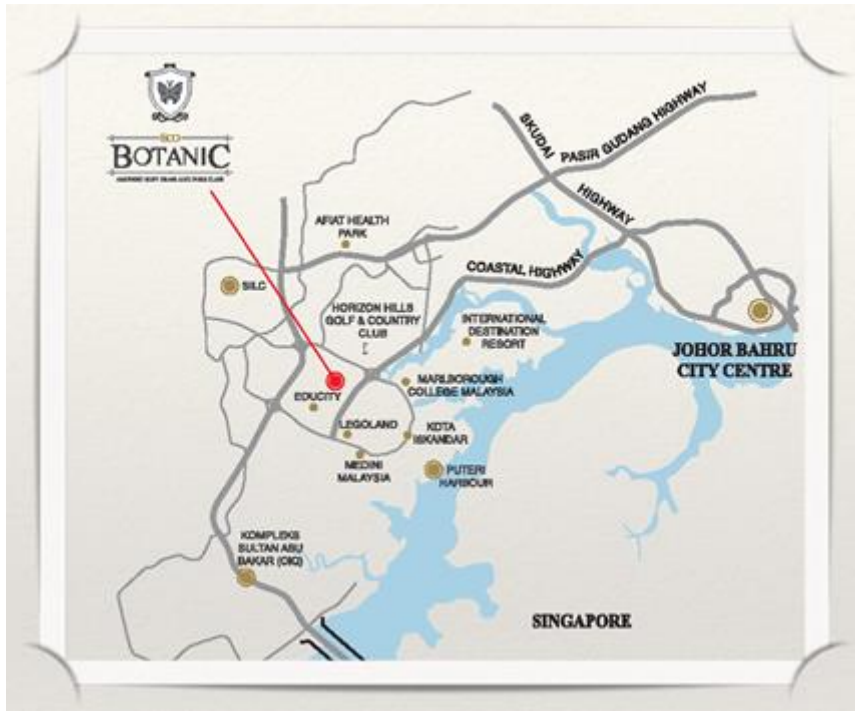 ECO
BOTANIC
SKUDAI
HIGHWAY
PASIR GUDANG HIGHWAY
AFIAT HEALTH
PARK
COASTAL HIGHWAY
SILC
HORIZON HILLS
GOLF & COUNTRY
CLUB
INTERNATIONAL
DESTINATION
RESORT
JOHOR BAHRU
CITY CENTRE
MARLBOROUGH
COLLEGE MALAYSIA
EDUCITY
LEGOLAND
KOTA
ISKANDAR
MEDINI
MALAYSIA
PUTERI
HARBOUR
KOMPLEKS
SULTAN ABU
BAKAR (CIQ)
SINGAPORE